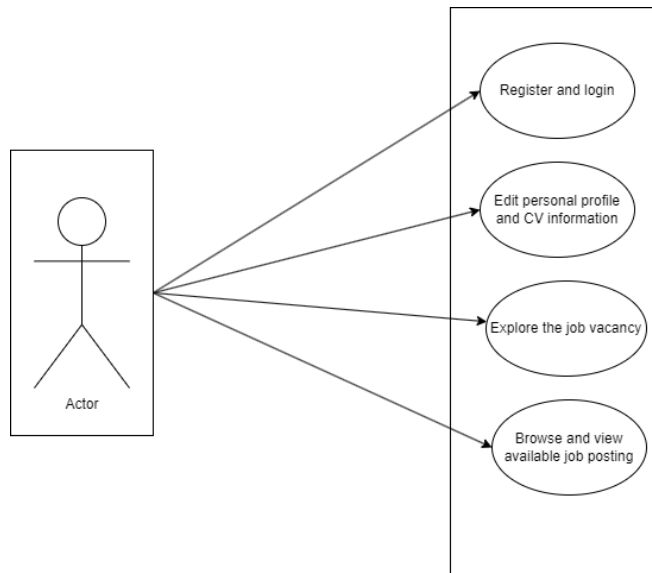 Register and login
Edit personal profile
and CV information
Explore the job vacancy
Actor
Browse and view
available job posting